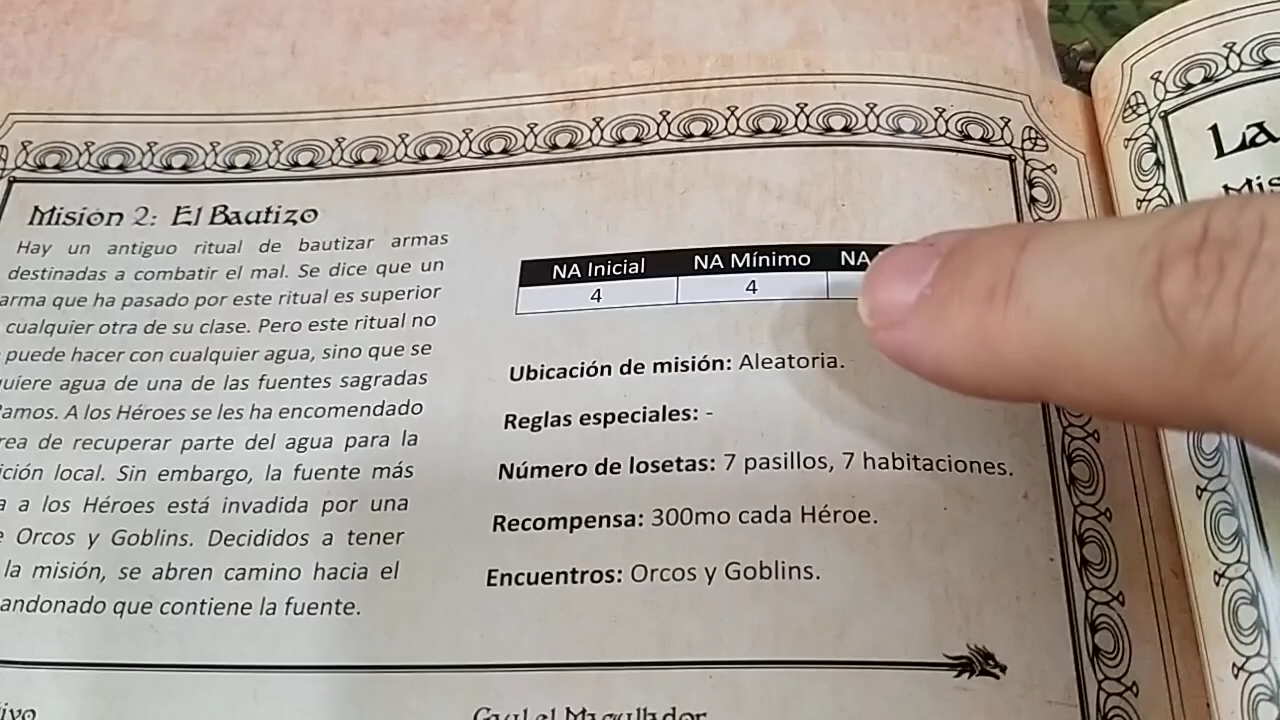 Misión 2: El Bautizo
Hay un antiguo ritual de bautizar armas
destinadas a combatir el mal. Se dice que un
arma que ha pasado por este ritual es superior
cualquier otra de su clase. Pero este ritual no
puede hacer con cualquier agua, sino que se
agua de una de las fuentes sagradas
A los Héroes se les ha encomendado
de recuperar parte del agua para la
local. Sin embargo, la fuente más
a los Héroes está invadida por una
Orcos y Goblins. Decididos a tener
la misión, se abren camino hacia el
que contiene la fuente.
NA Inicial NA Mínimo NA
4 4
Ubicación de misión: Aleatoria.
Reglas especiales: -
Número de losetas: 7 pasillos, 7 habitaciones.
Recompensa: 300mo cada Héroe.
Encuentros: Orcos y Goblins.
La